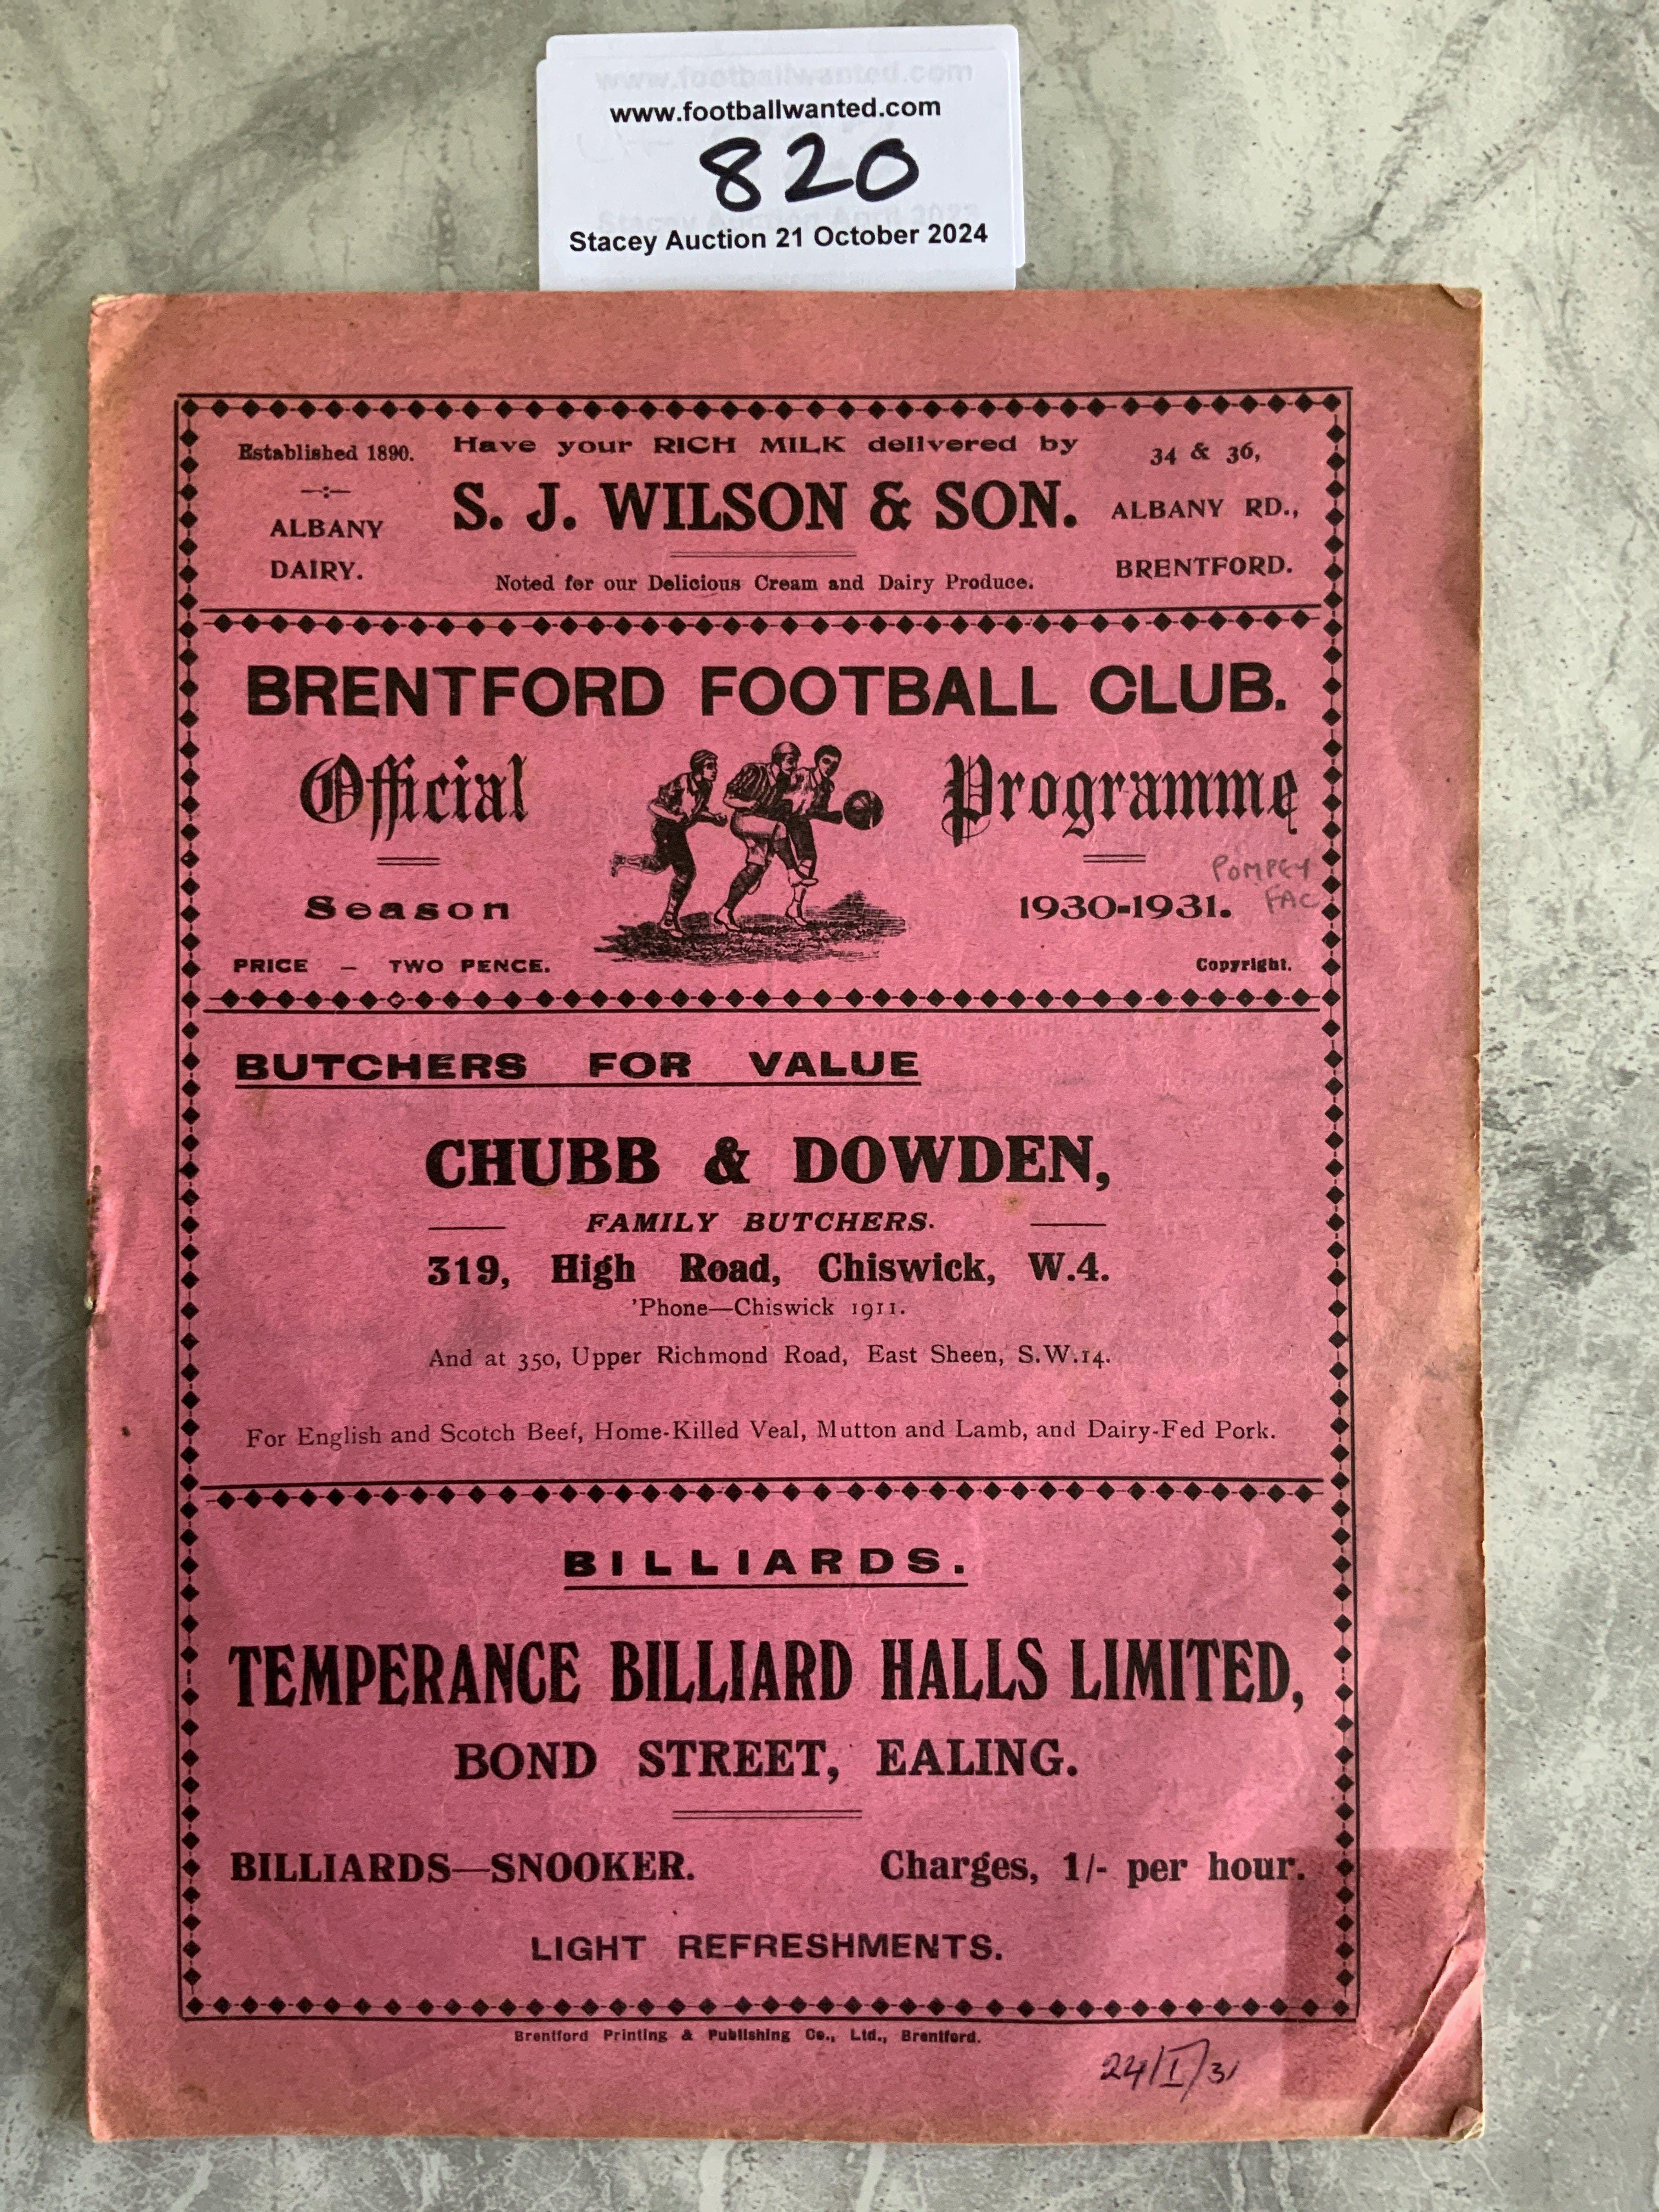 www.footballwanted.com
820
Stacey Auction 21 October 2024
Established 1890.
ALBANY
DAIRY.
Have your RICH MILK delivered by
S. J. WILSON & SON.
Noted for our Delicious Cream and Dairy Produce.
34 & 36,
ALBANY RD.,
BRENTFORD.
BRENTFORD FOOTBALL CLUB.
Official Programme
Season 1930-1931.
POMPEY
FAC
PRICE – TWO PENCE. Copyright.
BUTCHERS FOR VALUE
CHUBB & DOWDEN,
FAMILY BUTCHERS.
319, High Road, Chiswick, W.4.
'Phone—Chiswick 1911.
And at 350, Upper Richmond Road, East Sheen, S.W.14.
For English and Scotch Beef, Home-Killed Veal, Mutton and Lamb, and Dairy-Fed Pork.
BILLIARDS.
TEMPERANCE BILLIARD HALLS LIMITED,
BOND STREET, EALING.
BILLIARDS—SNOOKER. Charges, 1/- per hour.
LIGHT REFRESHMENTS.
Brentford Printing & Publishing Co., Ltd., Brentford.
24/I/31